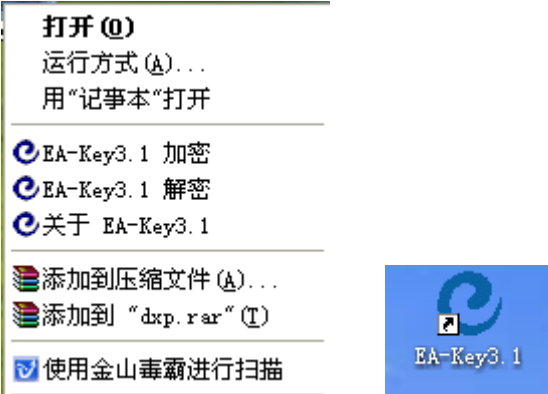 打开(O)
运行方式(A)...
用“记事本”打开
EA-Key3.1 加密
EA-Key3.1 解密
关于 EA-Key3.1
添加到压缩文件(A)...
添加到 “dxp.rar”(T)
使用金山毒霸进行扫描
EA-Key3.1